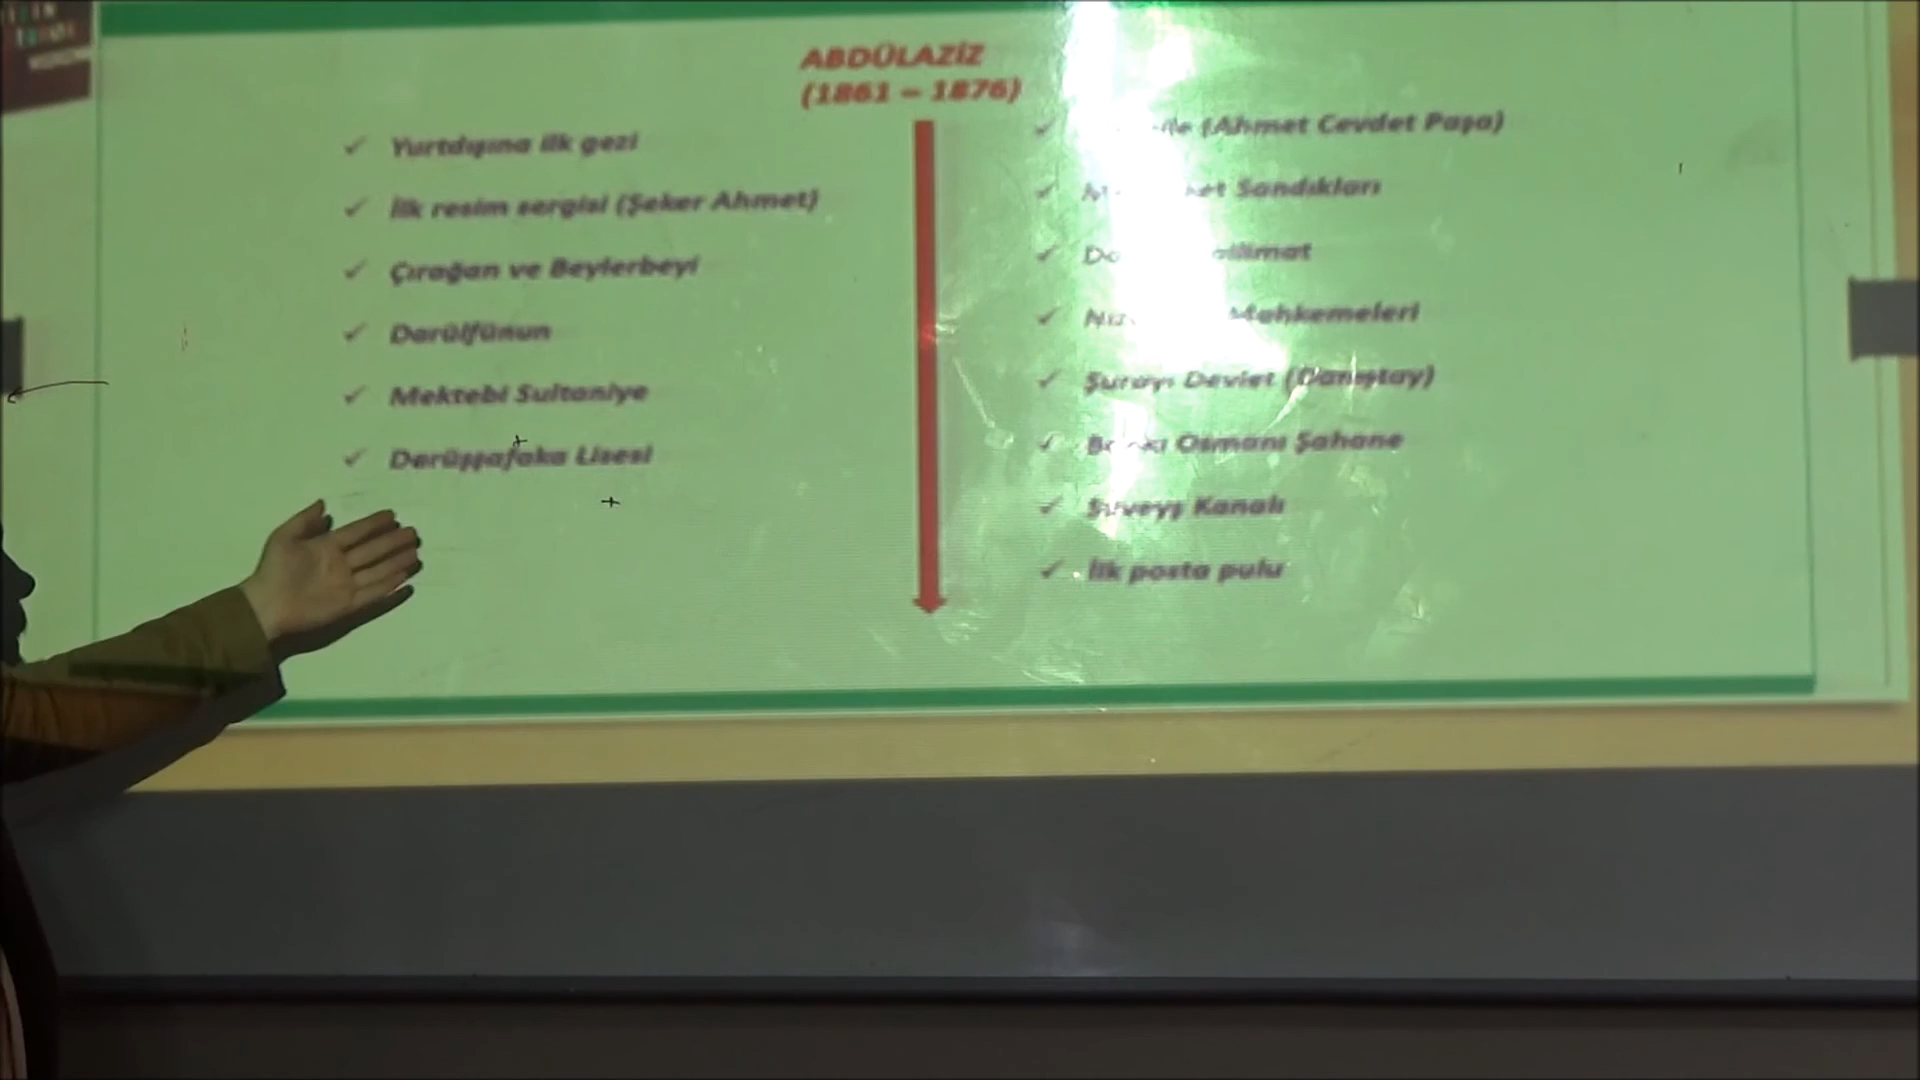 ABDÜLAZİZ
(1861 – 1876)
✓ Yurtdışına ilk gezi
✓ İlk resim sergisi (Şeker Ahmet)
✓ Çırağan ve Beylerbeyi
✓ Darülfünun
✓ Mektebi Sultaniye
✓ Darüşşafaka Lisesi
✓ (Ahmet Cevdet Paşa)
✓ Sandıkları
✓
✓ Mahkemeleri
✓ Şurayı Devlet (Danıştay)
✓ Osmanı Şahane
✓ Süveyş Kanalı
✓ İlk posta pulu